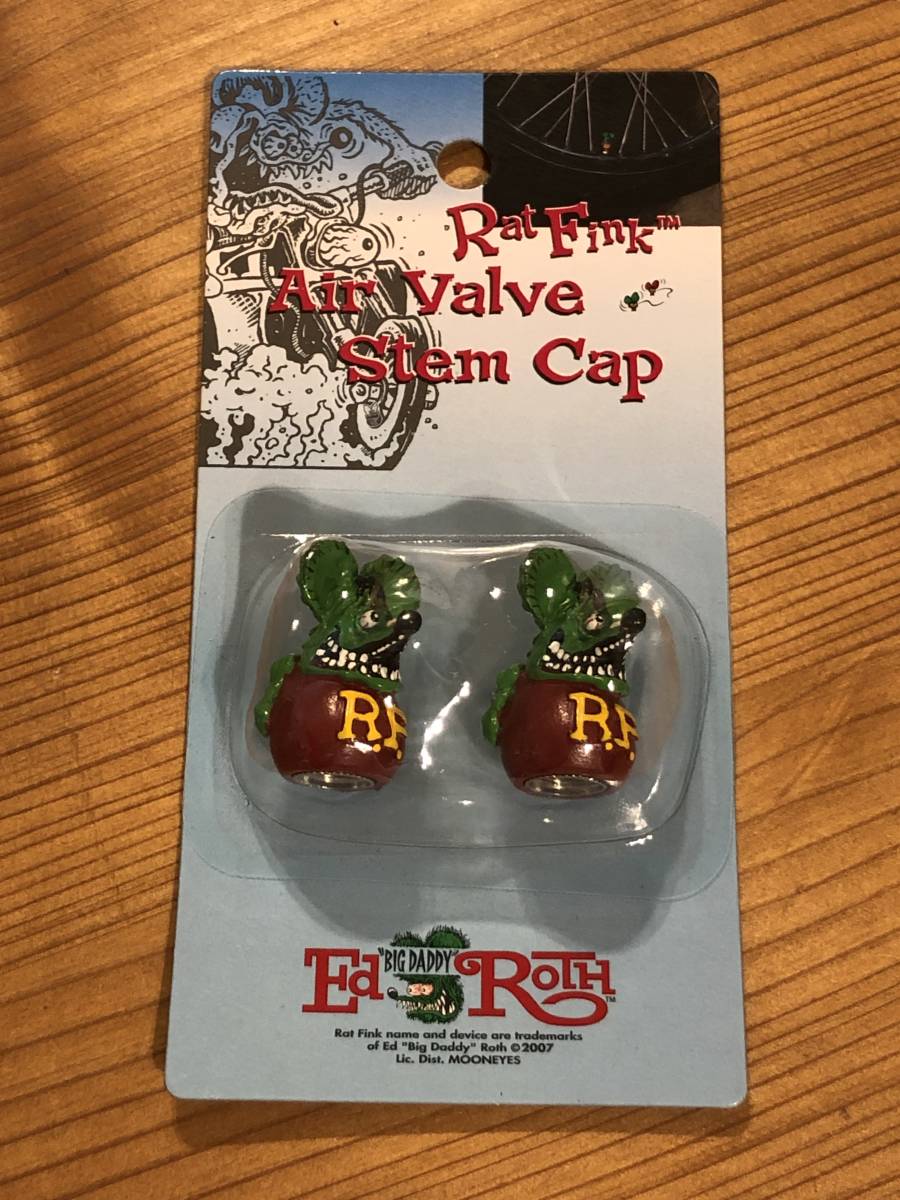 Rat Fink™
Air Valve
Stem Cap
R.F
R.F
Ed "BIG DADDY" ROTH™
Rat Fink name and device are trademarks
of Ed "Big Daddy" Roth ©2007
Lic. Dist. MOONEYES